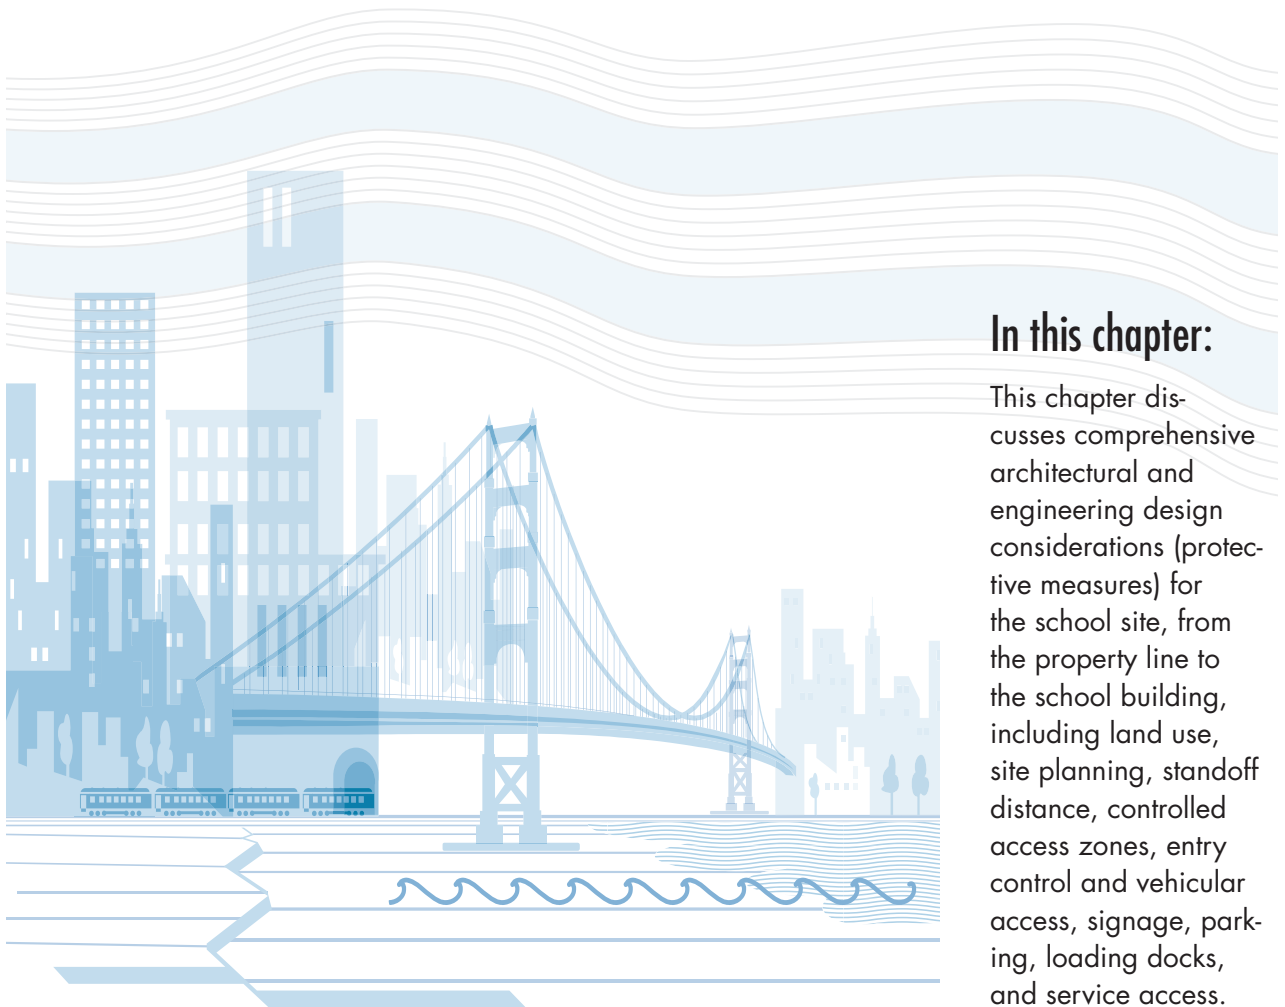 In this chapter:
This chapter dis-
cusses comprehensive
architectural and
engineering design
considerations (protec-
tive measures) for
the school site, from
the property line to
the school building,
including land use,
site planning, standoff
distance, controlled
access zones, entry
control and vehicular
access, signage, park-
ing, loading docks,
and service access.